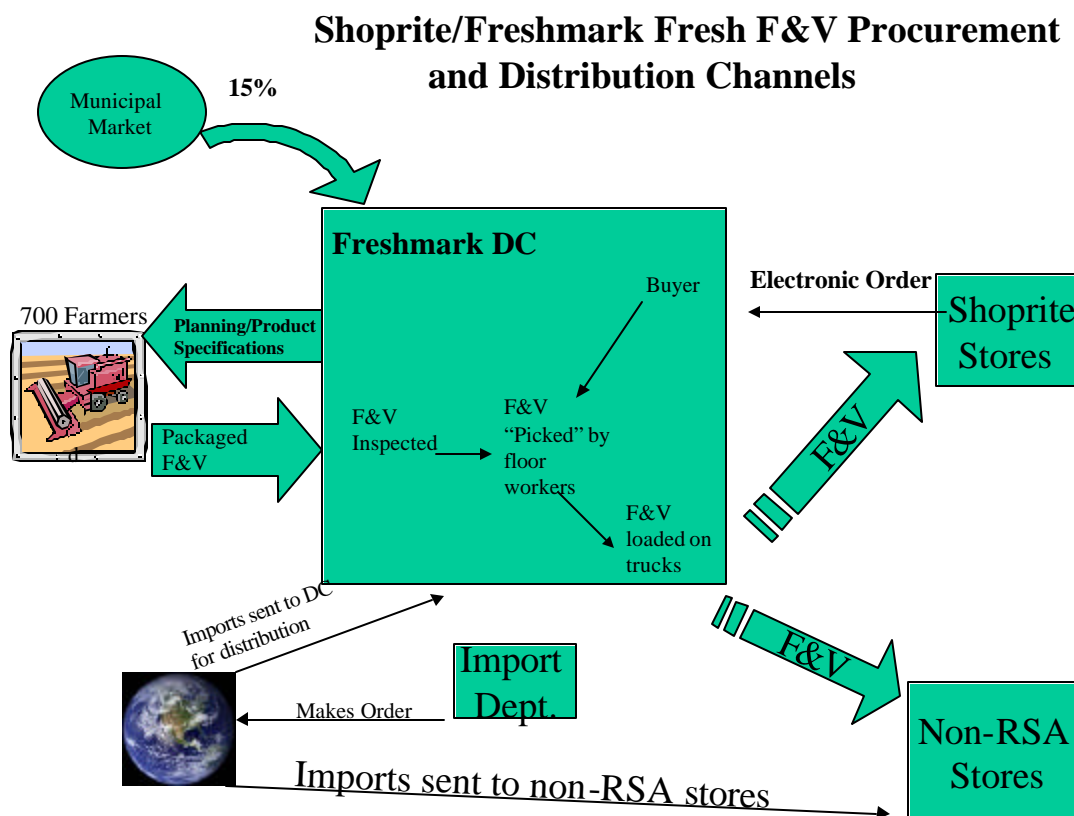 Shoprite/Freshmark Fresh F&V Procurement
and Distribution Channels
15%
Municipal
Market
Freshmark DC
Buyer
Electronic Order
Shoprite
Stores
700 Farmers
Planning/Product
Specifications
F&V
Inspected
F&V
“Picked” by
floor
workers
F&V
Packaged
F&V
d
F&V
loaded on
trucks
Imports sent to DC
for distribution
F&V
Import
Dept.
Makes Order
Non-RSA
Stores
Imports sent to non-RSA stores